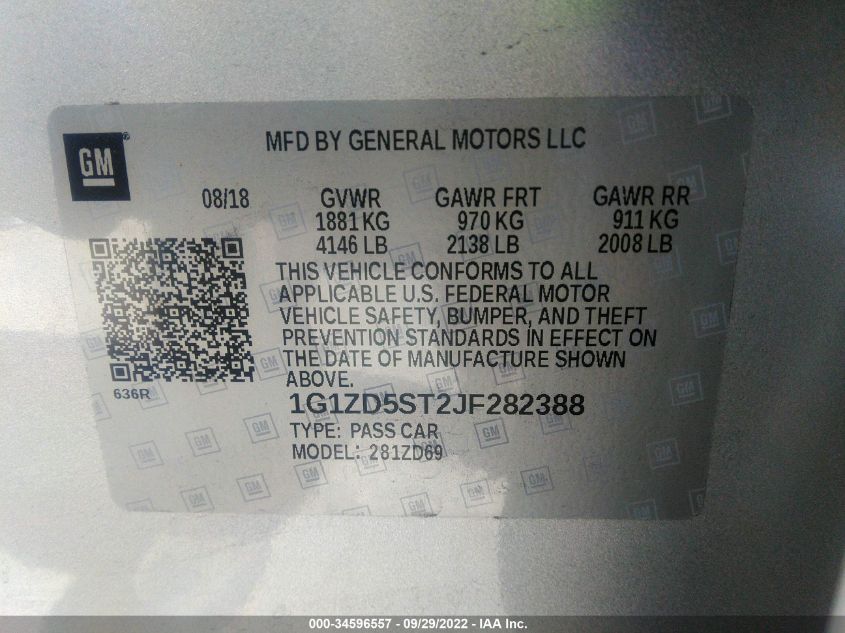 GM
MFD BY GENERAL MOTORS LLC
08/18 GVWR GAWR FRT GAWR RR
1881 KG 970 KG 911 KG
4146 LB 2138 LB 2008 LB
THIS VEHICLE CONFORMS TO ALL
APPLICABLE U.S. FEDERAL MOTOR
VEHICLE SAFETY, BUMPER, AND THEFT
PREVENTION STANDARDS IN EFFECT ON
THE DATE OF MANUFACTURE SHOWN
ABOVE.
636R
1G1ZD5ST2JF282388
TYPE: PASS CAR
MODEL: 281ZD69
000-34596557 - 09/29/2022 - IAA Inc.